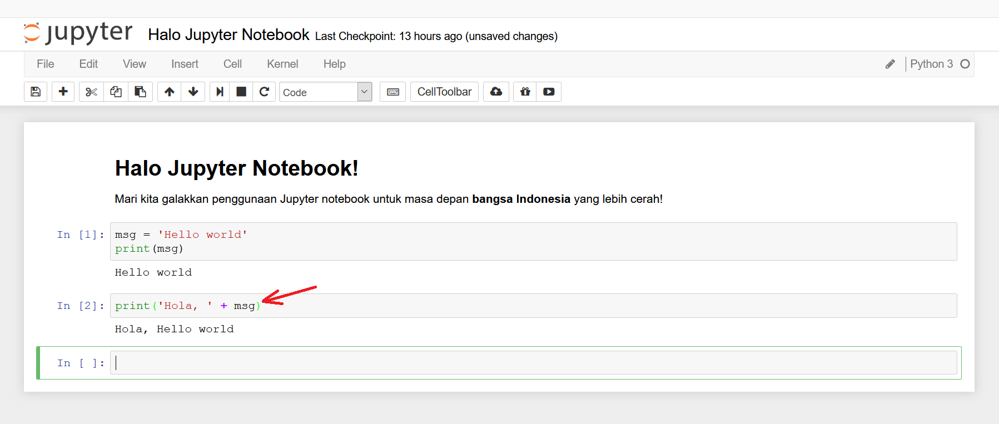 jupyter Halo Jupyter Notebook Last Checkpoint: 13 hours ago (unsaved changes)
File Edit View Insert Cell Kernel Help Python 3
Code CellToolbar
Halo Jupyter Notebook!
Mari kita galakkan penggunaan Jupyter notebook untuk masa depan bangsa Indonesia yang lebih cerah!
In [1]: msg = 'Hello world'
print(msg)
Hello world
In [2]: print('Hola, ' + msg)
Hola, Hello world
In [ ]: